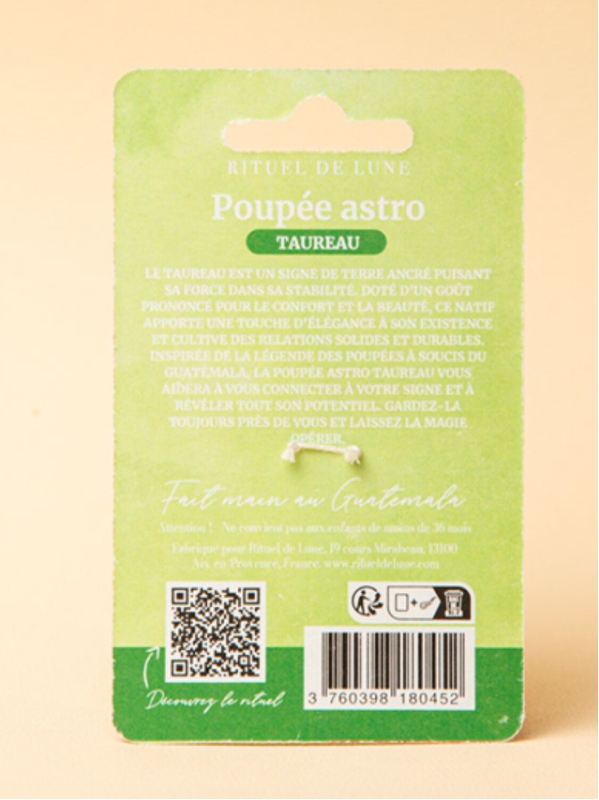 RITUEL DE LUNE
Poupée astro
TAUREAU
LE TAUREAU EST UN SIGNE DE TERRE ANCRÉ PUISANT
SA FORCE DANS SA STABILITÉ. DOTÉ D'UN GOÛT
PRONONCÉ POUR LE CONFORT ET LA BEAUTÉ, CE NATIF
APPORTE UNE TOUCHE D'ÉLÉGANCE À SON EXISTENCE
ET CULTIVE DES RELATIONS SOLIDES ET DURABLES.
INSPIRÉE DE LA LÉGENDE DES POUPÉES À SOUCIS DU
GUATÉMALA, LA POUPÉE ASTRO TAUREAU VOUS
AIDERA À VOUS CONNECTER À VOTRE SIGNE ET À
RÉVÉLER TOUT SON POTENTIEL. GARDEZ-LA
TOUJOURS PRÈS DE VOUS ET LAISSEZ LA MAGIE
OPÉRER.
Fait main au Guatemala
Attention ! Ne convient pas aux enfants de moins de 36 mois
Fabriqué pour Rituel de Lune, 19 cours Mirabeau, 13100
Aix-en-Provence, France. www.ritueldelune.com
Découvrez le rituel
3 760398 180452